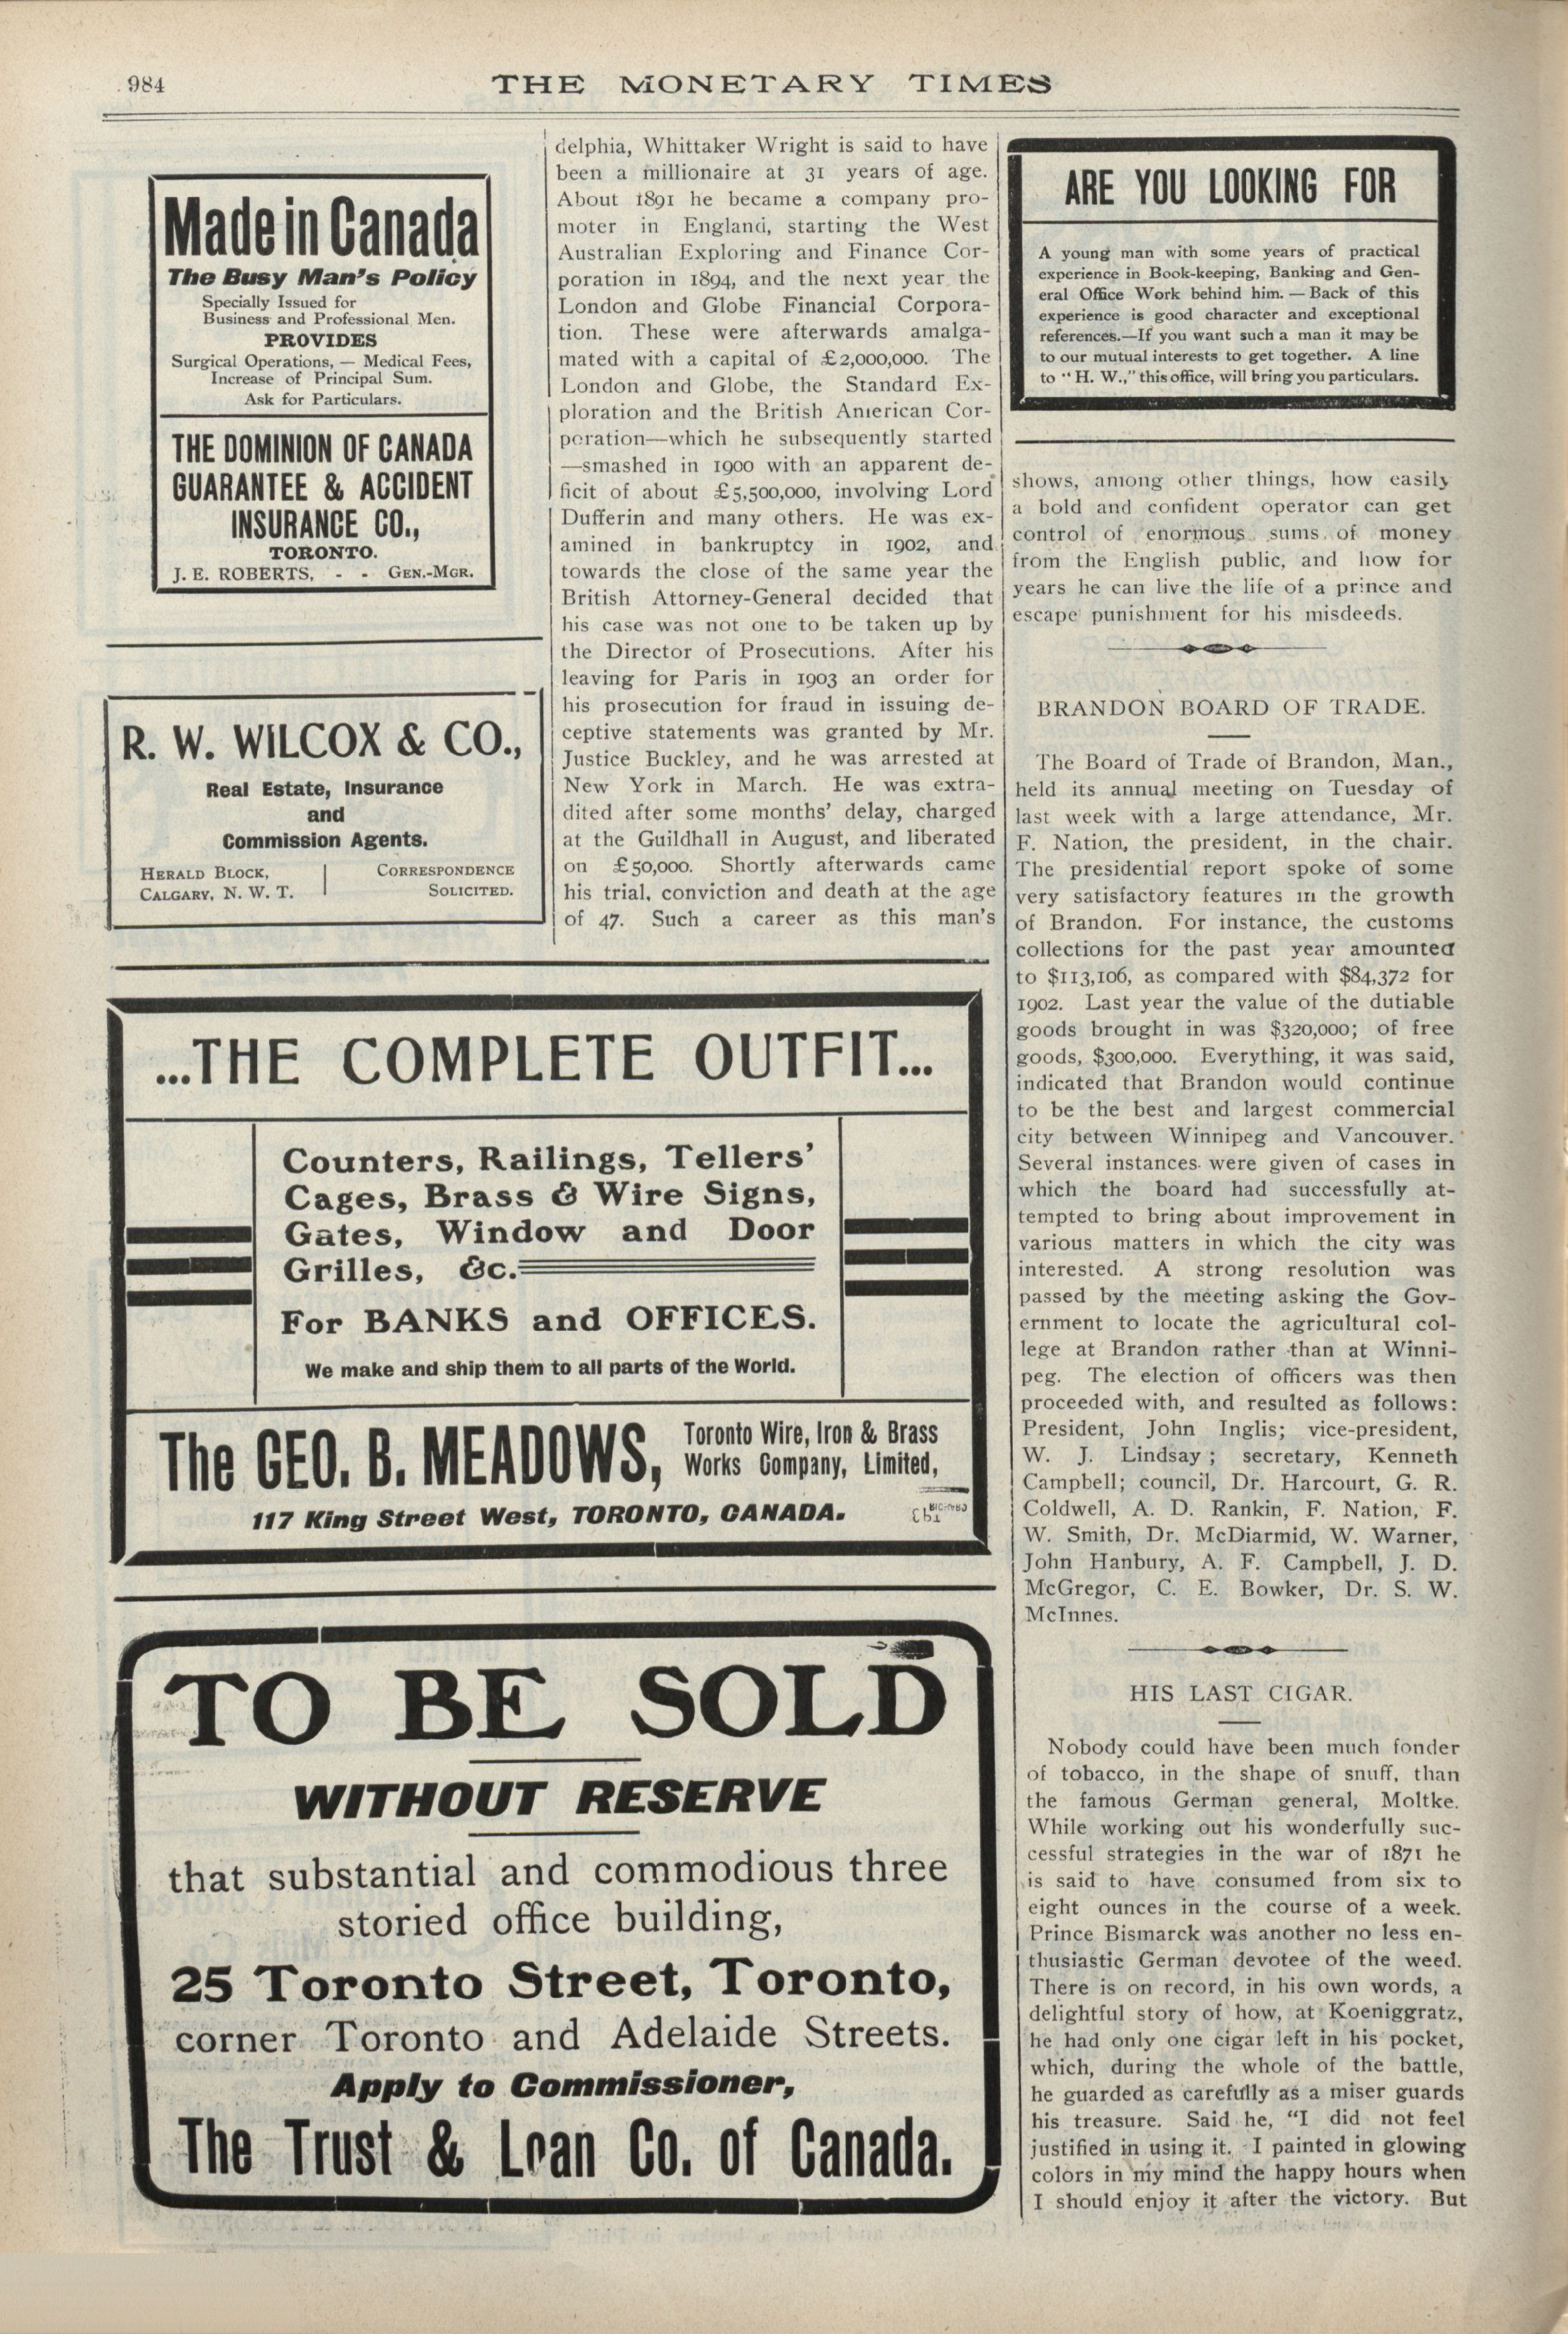 984
THE MONETARY TIMES
Made in Canada
The Busy Man's Policy
Specially Issued for
Business and Professional Men.
PROVIDES
Surgical Operations, — Medical Fees,
Increase of Principal Sum.
Ask for Particulars.
THE DOMINION OF CANADA
GUARANTEE & ACCIDENT
INSURANCE CO.,
TORONTO.
J. E. ROBERTS, - - GEN.-MGR.
R. W. WILCOX & CO.,
Real Estate, Insurance
and
Commission Agents.
HERALD BLOCK,
CALGARY, N. W. T.
CORRESPONDENCE
SOLICITED.
delphia, Whittaker Wright is said to have
been a millionaire at 31 years of age.
About 1891 he became a company pro-
moter in England, starting the West
Australian Exploring and Finance Cor-
poration in 1894, and the next year the
London and Globe Financial Corpora-
tion. These were afterwards amalga-
mated with a capital of £2,000,000. The
London and Globe, the Standard Ex-
ploration and the British American Cor-
poration—which he subsequently started
—smashed in 1900 with an apparent de-
ficit of about £5,500,000, involving Lord
Dufferin and many others. He was ex-
amined in bankruptcy in 1902, and
towards the close of the same year the
British Attorney-General decided that
his case was not one to be taken up by
the Director of Prosecutions. After his
leaving for Paris in 1903 an order for
his prosecution for fraud in issuing de-
ceptive statements was granted by Mr.
Justice Buckley, and he was arrested at
New York in March. He was extra-
dited after some months' delay, charged
at the Guildhall in August, and liberated
on £50,000. Shortly afterwards came
his trial, conviction and death at the age
of 47. Such a career as this man's
...THE COMPLETE OUTFIT...
Counters, Railings, Tellers'
Cages, Brass & Wire Signs,
Gates, Window and Door
Grilles, &c.
For BANKS and OFFICES.
We make and ship them to all parts of the World.
The GEO. B. MEADOWS,
Toronto Wire, Iron & Brass
Works Company, Limited,
117 King Street West, TORONTO, CANADA.
TO BE SOLD
WITHOUT RESERVE
that substantial and commodious three
storied office building,
25 Toronto Street, Toronto,
corner Toronto and Adelaide Streets.
Apply to Commissioner,
The Trust & Loan Co. of Canada.
ARE YOU LOOKING FOR
A young man with some years of practical
experience in Book-keeping, Banking and Gen-
eral Office Work behind him. — Back of this
experience is good character and exceptional
references.—If you want such a man it may be
to our mutual interests to get together. A line
to "H. W.," this office, will bring you particulars.
shows, among other things, how easily
a bold and confident operator can get
control of enormous sums of money
from the English public, and how for
years he can live the life of a prince and
escape punishment for his misdeeds.
BRANDON BOARD OF TRADE.
The Board of Trade of Brandon, Man.,
held its annual meeting on Tuesday of
last week with a large attendance, Mr.
F. Nation, the president, in the chair.
The presidential report spoke of some
very satisfactory features in the growth
of Brandon. For instance, the customs
collections for the past year amounted
to $113,106, as compared with $84,372 for
1902. Last year the value of the dutiable
goods brought in was $320,000; of free
goods, $300,000. Everything, it was said,
indicated that Brandon would continue
to be the best and largest commercial
city between Winnipeg and Vancouver.
Several instances were given of cases in
which the board had successfully at-
tempted to bring about improvement in
various matters in which the city was
interested. A strong resolution was
passed by the meeting asking the Gov-
ernment to locate the agricultural col-
lege at Brandon rather than at Winni-
peg. The election of officers was then
proceeded with, and resulted as follows:
President, John Inglis; vice-president,
W. J. Lindsay; secretary, Kenneth
Campbell; council, Dr. Harcourt, G. R.
Coldwell, A. D. Rankin, F. Nation, F.
W. Smith, Dr. McDiarmid, W. Warner,
John Hanbury, A. F. Campbell, J. D.
McGregor, C. E. Bowker, Dr. S. W.
McInnes.
HIS LAST CIGAR.
Nobody could have been much fonder
of tobacco, in the shape of snuff, than
the famous German general, Moltke.
While working out his wonderfully suc-
cessful strategies in the war of 1871 he
is said to have consumed from six to
eight ounces in the course of a week.
Prince Bismarck was another no less en-
thusiastic German devotee of the weed.
There is on record, in his own words, a
delightful story of how, at Koeniggratz,
he had only one cigar left in his pocket,
which, during the whole of the battle,
he guarded as carefully as a miser guards
his treasure. Said he, "I did not feel
justified in using it. I painted in glowing
colors in my mind the happy hours when
I should enjoy it after the victory. But